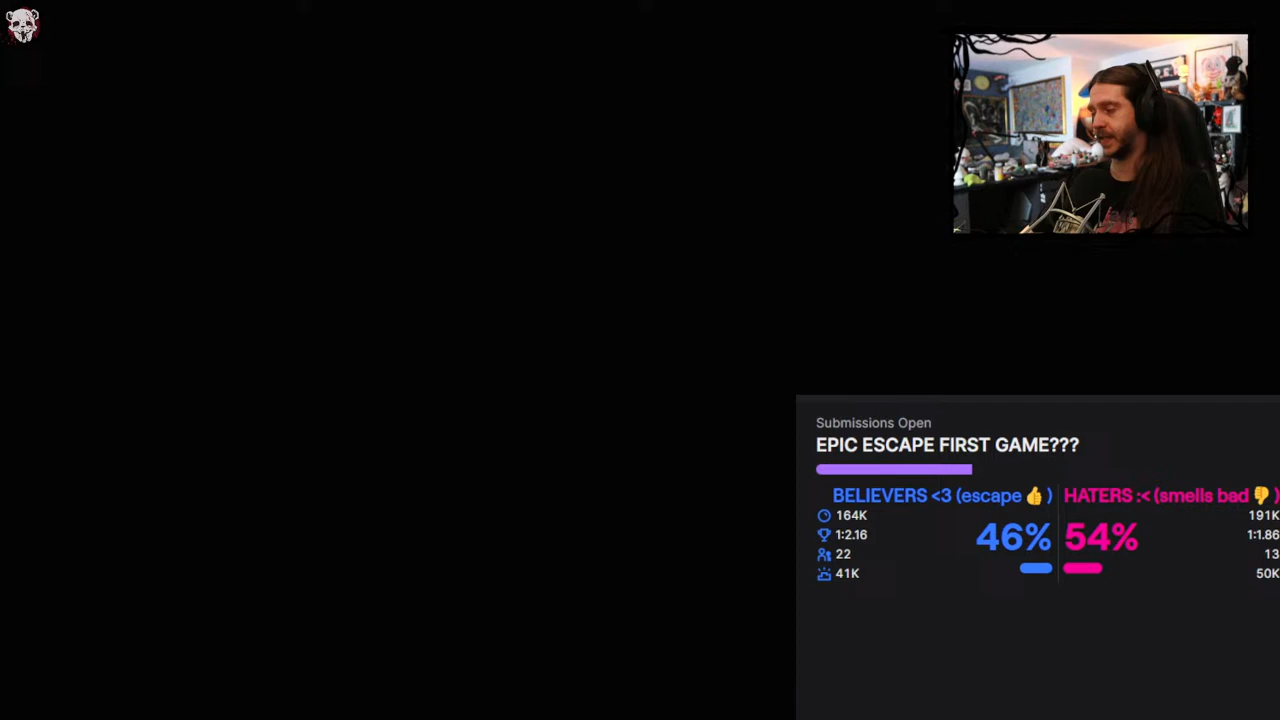 Submissions Open
EPIC ESCAPE FIRST GAME???
BELIEVERS <3 (escape 👍 )
164K
1:2.16
22
41K
46%
HATERS :< (smells bad 👎 )
191K
1:1.86
13
50K
54%